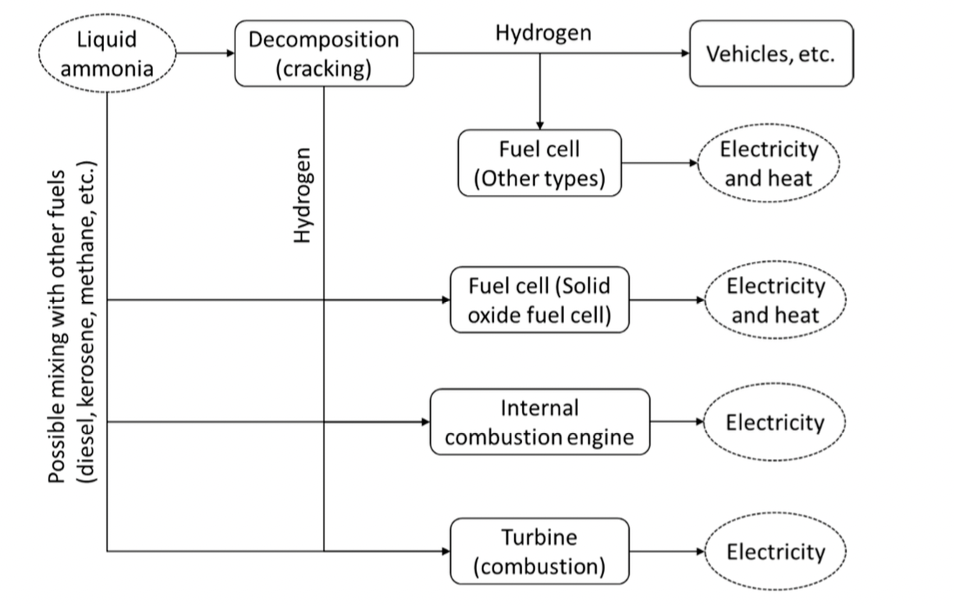 Liquid
ammonia
Decomposition
(cracking)
Hydrogen
Vehicles, etc.
Fuel cell
(Other types)
Electricity
and heat
Hydrogen
Possible mixing with other fuels
(diesel, kerosene, methane, etc.)
Fuel cell (Solid
oxide fuel cell)
Electricity
and heat
Internal
combustion engine
Electricity
Turbine
(combustion)
Electricity